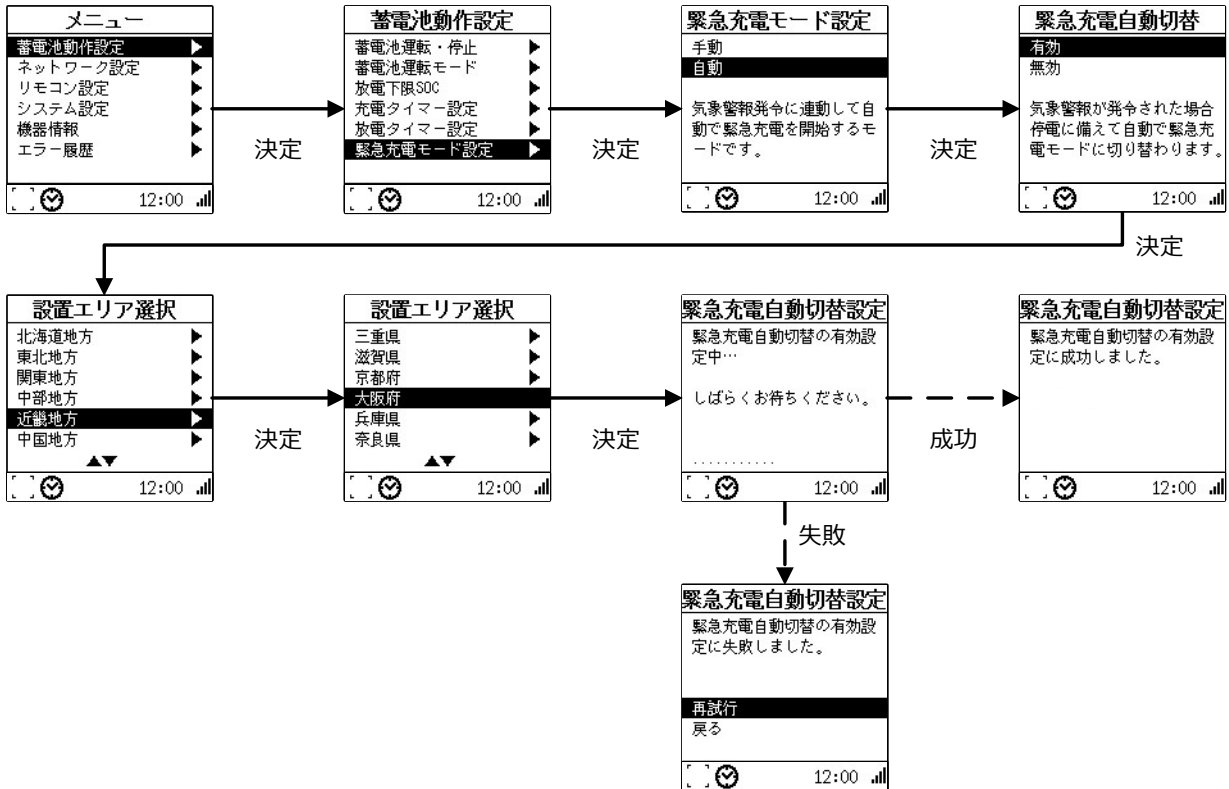 メニュー
蓄電池動作設定
ネットワーク設定
リモコン設定
システム設定
機器情報
エラー履歴
12:00
決定
蓄電池動作設定
蓄電池運転・停止
蓄電池運転モード
放電下限SOC
充電タイマー設定
放電タイマー設定
緊急充電モード設定
12:00
決定
緊急充電モード設定
手動
自動
気象警報発令に連動して自
動で緊急充電を開始するモ
ードです。
12:00
決定
緊急充電自動切替
有効
無効
気象警報が発令された場合
停電に備えて自動で緊急充
電モードに切り替わります。
12:00
決定
設置エリア選択
北海道地方
東北地方
関東地方
中部地方
近畿地方
中国地方
▲▼
12:00
決定
設置エリア選択
三重県
滋賀県
京都府
大阪府
兵庫県
奈良県
▲▼
12:00
決定
緊急充電自動切替設定
緊急充電自動切替の有効設
定中…
しばらくお待ちください。
...........
12:00
成功
緊急充電自動切替設定
緊急充電自動切替の有効設
定に成功しました。
12:00
失敗
緊急充電自動切替設定
緊急充電自動切替の有効設
定に失敗しました。
再試行
戻る
12:00